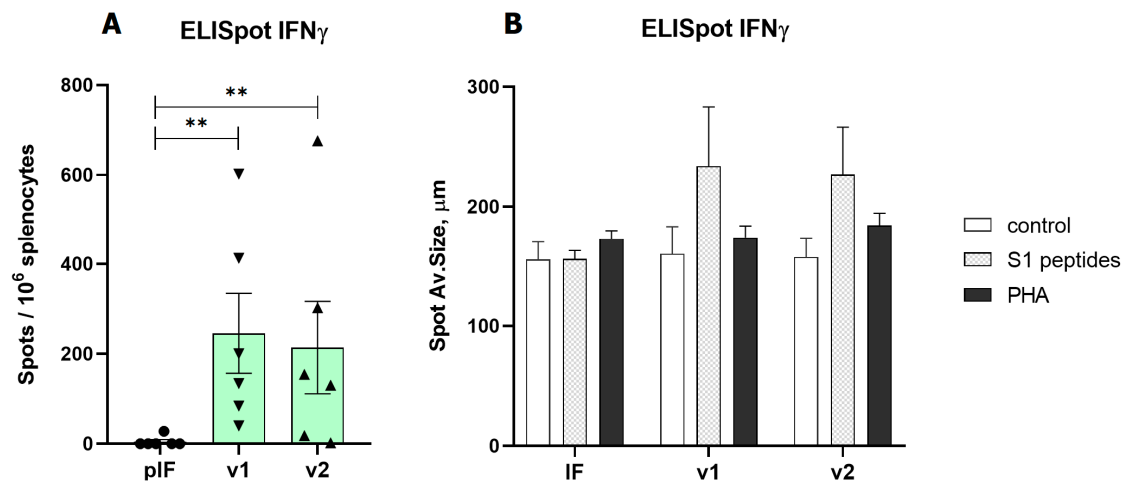 A
ELISpot IFNγ
Spots / 10⁶ splenocytes
800
600
400
200
0
**
**
pIF
v1
v2
B
ELISpot IFNγ
Spot Av.Size, μm
300
200
100
0
IF
v1
v2
control
S1 peptides
PHA